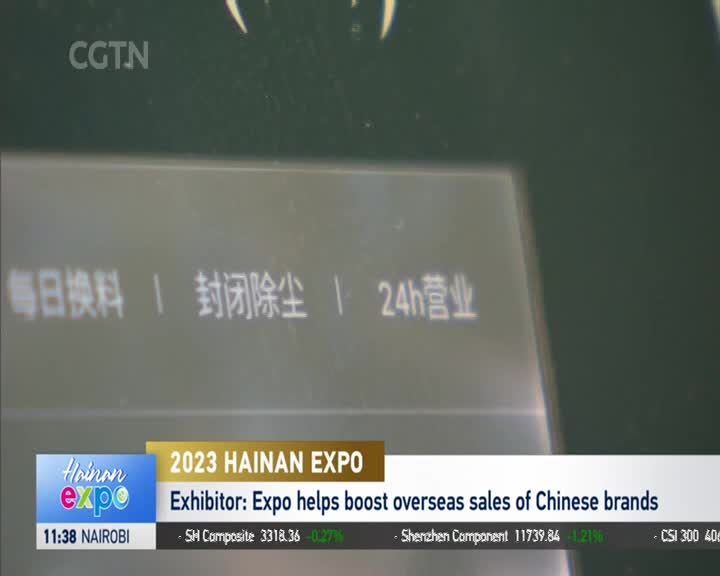 CGTN
每日换料 | 封闭除尘 | 24h营业
2023 HAINAN EXPO
Hainan expo
Exhibitor: Expo helps boost overseas sales of Chinese brands
11:38 NAIROBI
- SH Composite 3318.36 -0.27% - Shenzhen Component 11739.84 -1.21% - CSI 300 406